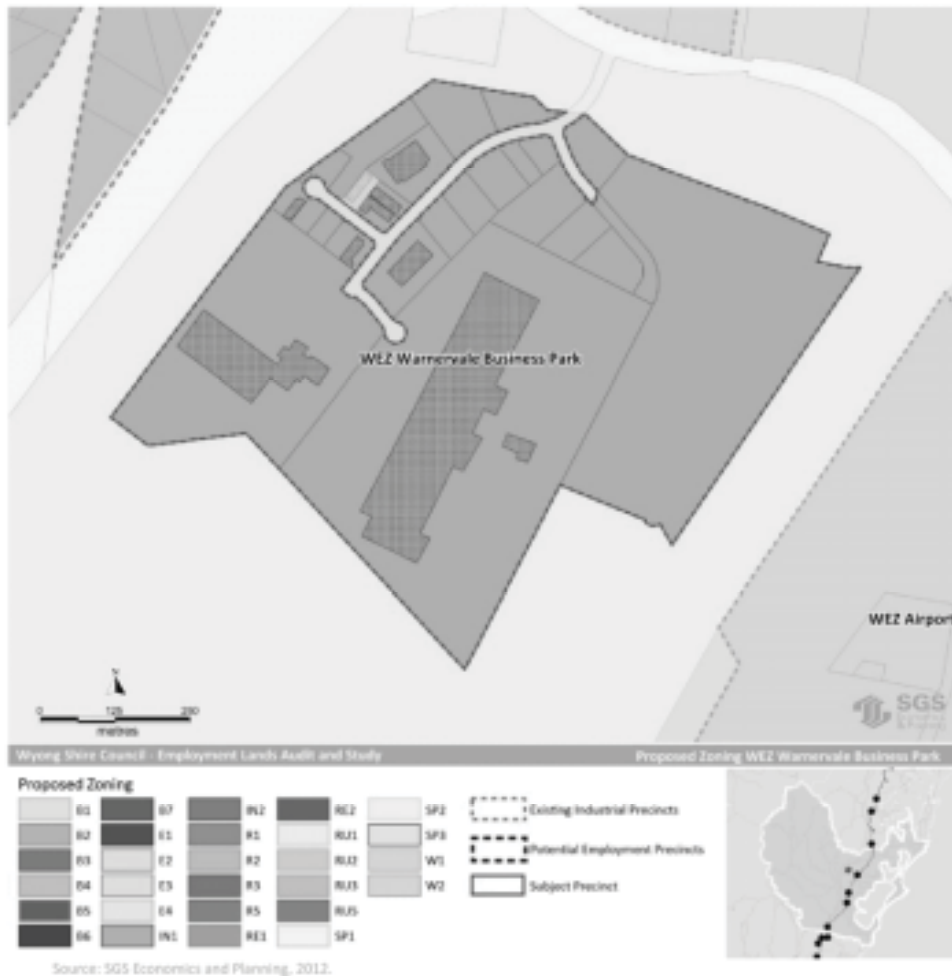 WEZ Warnervale Business Park
WEZ Airport
N
0 125 250
metres
SGS
Wyong Shire Council - Employment Lands Audit and Study
Proposed Zoning WEZ Warnervale Business Park
Proposed Zoning
B1 B7 IN2 RE2 SP2
B2 E1 R1 RU1 SP3
B3 E2 R2 RU2 W1
B4 E3 R3 RU3 W2
B5 E4 R5 RU5
B6 IN1 RE1 SP1
Existing Industrial Precincts
Potential Employment Precincts
Subject Precinct
Source: SGS Economics and Planning, 2012.